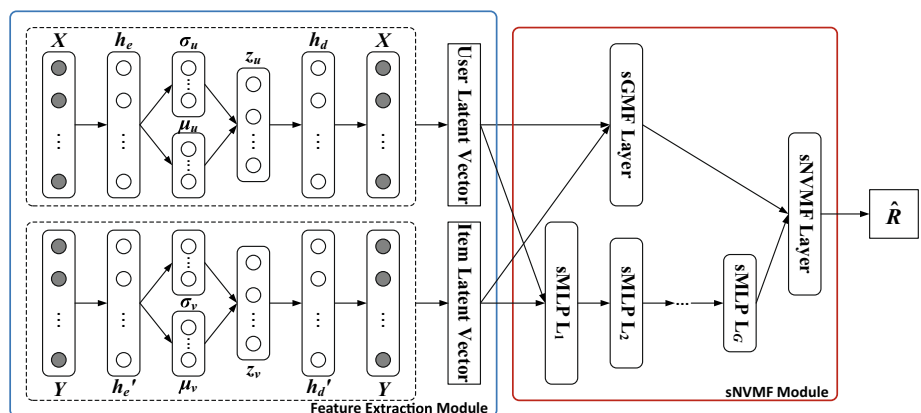 X
h_e
σ_u
z_u
h_d
X
μ_u
User Latent Vector
sGMF Layer
sNVMF Layer
R̂
Y
h_e'
σ_v
μ_v
z_v
h_d'
Y
Item Latent Vector
sMLP L_1
sMLP L_2
sMLP L_G
Feature Extraction Module
sNVMF Module